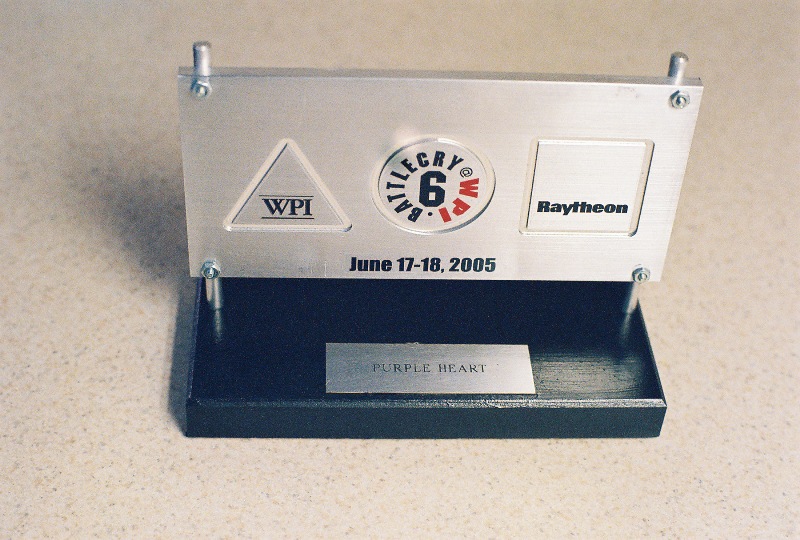 WPI
BATTLECRY@WPI•
6
Raytheon
June 17-18, 2005
PURPLE HEART